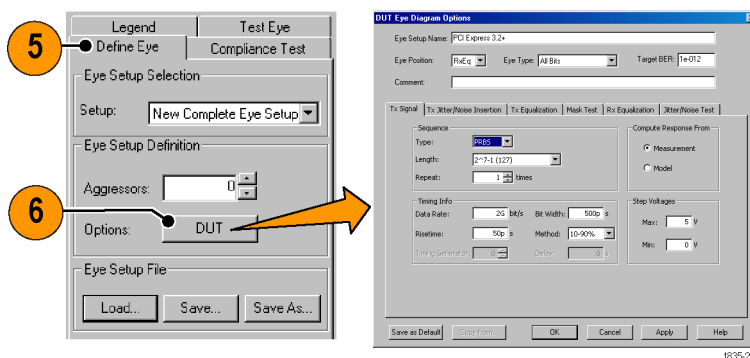 Legend Test Eye
5
Define Eye Compliance Test
Eye Setup Selection
Setup: New Complete Eye Setup
Eye Setup Definition
Aggressors: 0
6
Options: DUT
Eye Setup File
Load... Save... Save As...
DUT Eye Diagram Options
Eye Setup Name: PCI Express 3.2+
Eye Position: RxEq Eye Type: All Bits Target BER: 1e-012
Comment:
Tx Signal Tx Jitter/Noise Insertion Tx Equalization Mask Test Rx Equalization Jitter/Noise Test
Sequence
Type: PRBS
Length: 2^7-1 (127)
Repeat: 1 times
Compute Response From
Measurement
Model
Timing Info
Data Rate: 2G bit/s Bit Width: 500p s
Risetime: 50p s Method: 10-90%
Timing Generator: 0 Delay: 0 s
Step Voltages
Max: 5 V
Min: 0 V
Save as Default Copy From... OK Cancel Apply Help